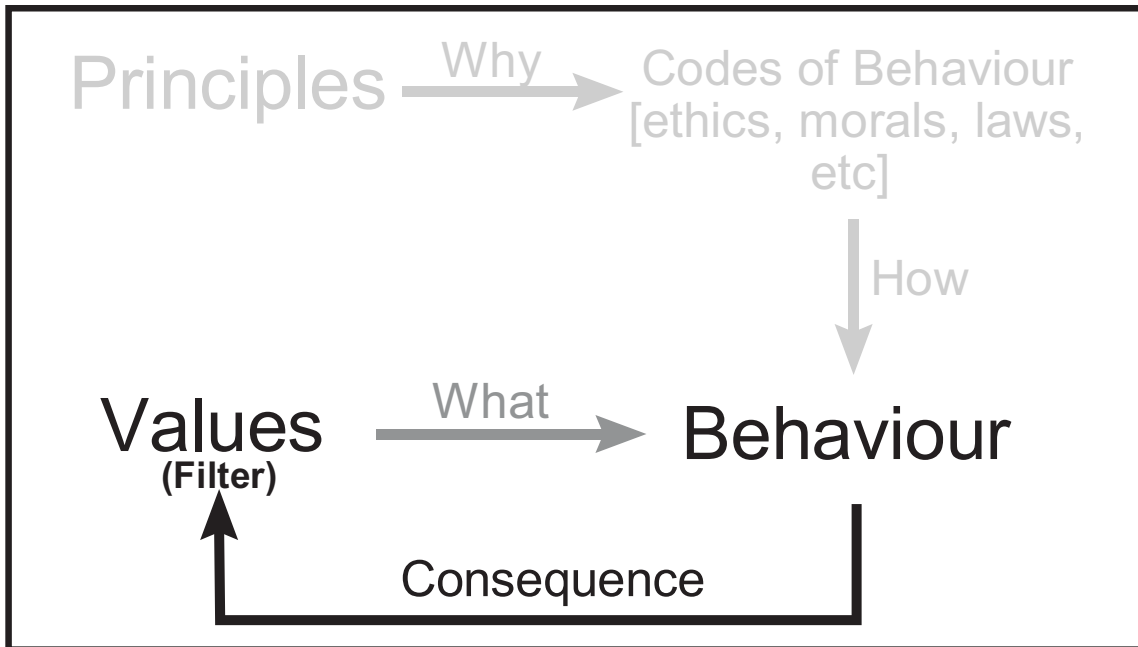 Principles
Why
Codes of Behaviour
[ethics, morals, laws,
etc]
How
Values
(Filter)
What
Behaviour
Consequence